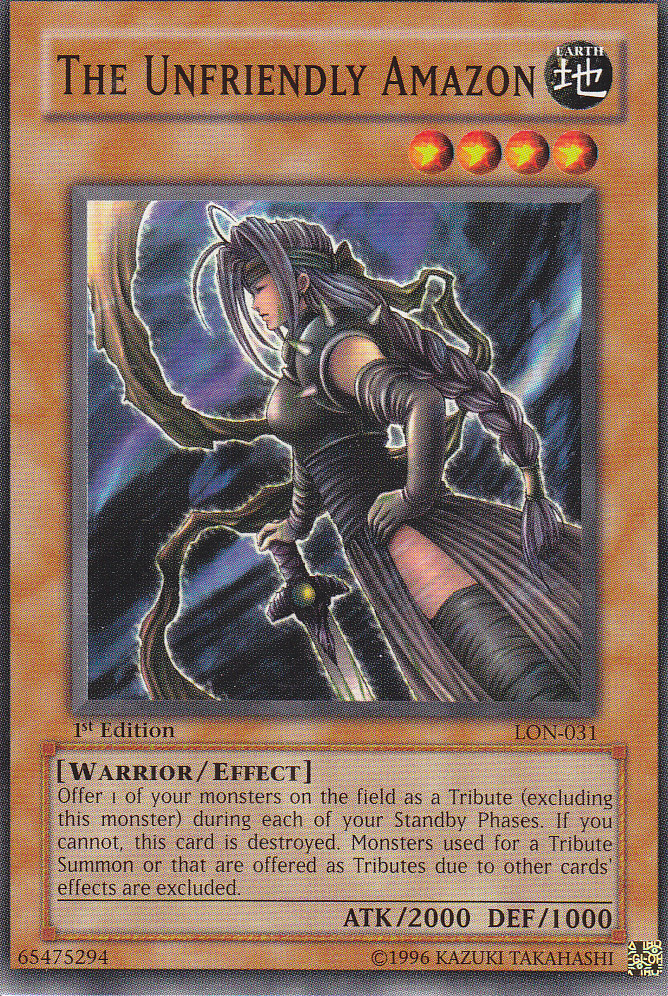 THE UNFRIENDLY AMAZON
EARTH
地
1st Edition
LON-031
[WARRIOR/EFFECT]
Offer 1 of your monsters on the field as a Tribute (excluding
this monster) during each of your Standby Phases. If you
cannot, this card is destroyed. Monsters used for a Tribute
Summon or that are offered as Tributes due to other cards'
effects are excluded.
ATK/2000 DEF/1000
65475294
©1996 KAZUKI TAKAHASHI